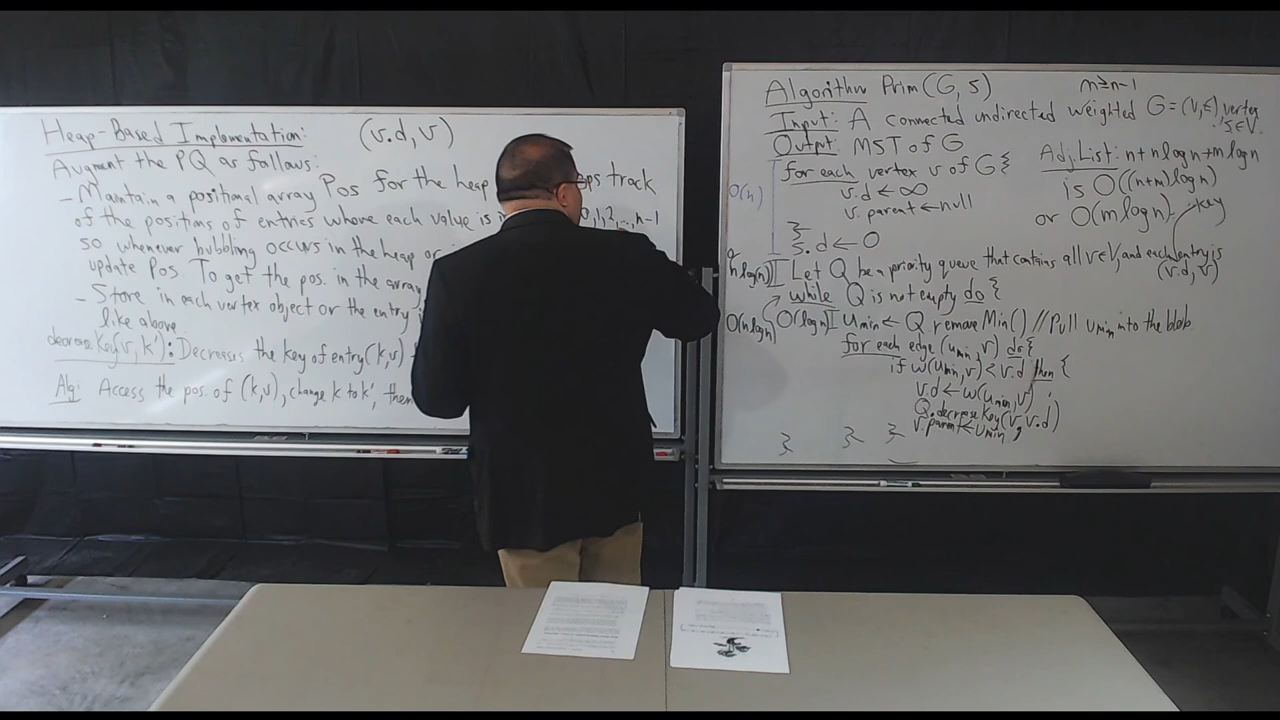 Heap-Based Implementation: (v.d, v)
Augment the PQ as follows:
- Maintain a positional array Pos for the heap track
of the positions of entries whose each value is 0,1,2,...,n-1
so whenever bubbling occurs in the heap or
update Pos To get the pos. in the array
- Store in each vertex object or the entry
like above
decreaseKey(v, k'): Decreases the key of entry (k,v)
Alg: Access the pos. of (k,v), change k to k', then
Algorithm Prim(G, s) m≥n-1
Input: A connected undirected weighted G=(V,E), vertex
s∈V.
Output: MST of G
Adj. List: n+n log n+m log n
is O((n+m) log n)
or O(m log n)
key
O(n)
for each vertex v of G {
v.d ← ∞
v.parent ← null
}
s.d ← 0
n log(n) Let Q be a priority queue that contains all v∈V, and each entry is
(v.d, v)
while Q is not empty do {
O(n log n) O(log n) umin ← Q.removeMin() // Pull umin into the blob
for each edge (umin, v) do {
if w(umin, v) < v.d then {
v.d ← w(umin, v)
Q.decreaseKey(v, v.d)
v.parent ← umin
} } }